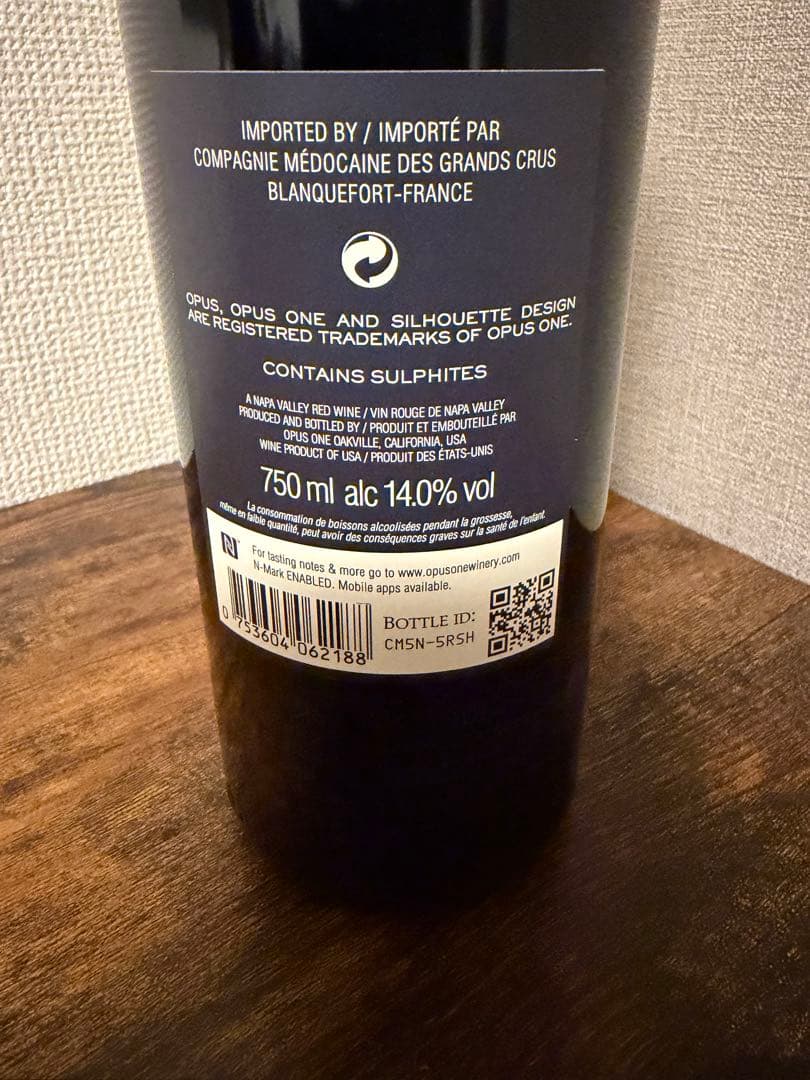 IMPORTED BY / IMPORTÉ PAR
COMPAGNIE MÉDOCAINE DES GRANDS CRUS
BLANQUEFORT-FRANCE
OPUS, OPUS ONE AND SILHOUETTE DESIGN
ARE REGISTERED TRADEMARKS OF OPUS ONE.
CONTAINS SULPHITES
A NAPA VALLEY RED WINE / VIN ROUGE DE NAPA VALLEY
PRODUCED AND BOTTLED BY / PRODUIT ET EMBOUTEILLÉ PAR
OPUS ONE OAKVILLE, CALIFORNIA, USA
WINE PRODUCT OF USA / PRODUIT DES ÉTATS-UNIS
750 ml alc 14.0% vol
La consommation de boissons alcoolisées pendant la grossesse,
même en faible quantité, peut avoir des conséquences graves sur la santé de l'enfant.
N
For tasting notes & more go to www.opusonewinery.com
N-Mark ENABLED. Mobile apps available.
BOTTLE ID:
CM5N-5RSH
0 753604 062188